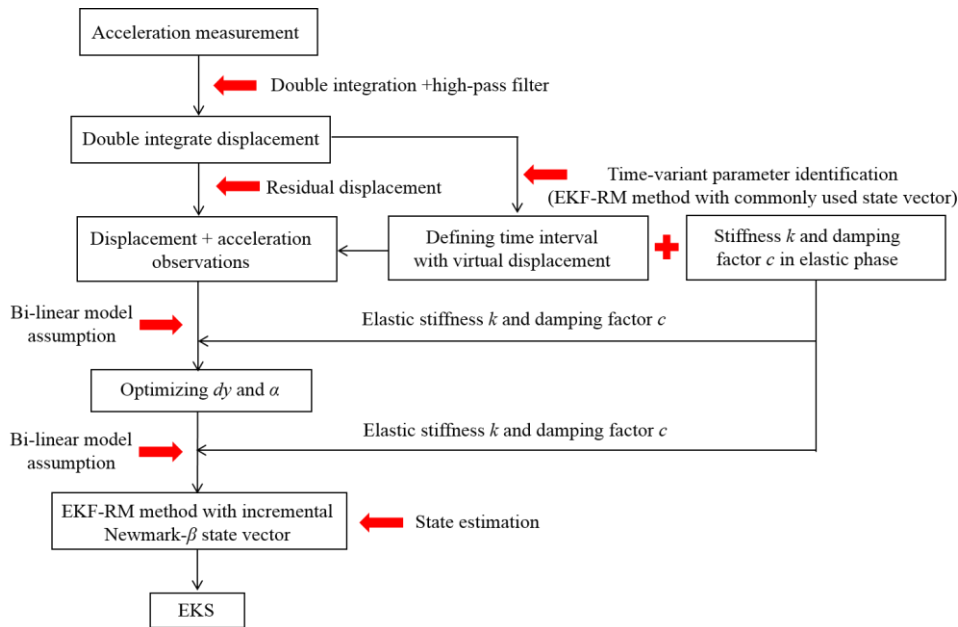 Acceleration measurement
Double integration +high-pass filter
Double integrate displacement
Residual displacement
Time-variant parameter identification
(EKF-RM method with commonly used state vector)
Displacement + acceleration
observations
Defining time interval
with virtual displacement
Stiffness k and damping
factor c in elastic phase
Bi-linear model
assumption
Elastic stiffness k and damping factor c
Optimizing dy and α
Bi-linear model
assumption
Elastic stiffness k and damping factor c
EKF-RM method with incremental
Newmark-β state vector
State estimation
EKS